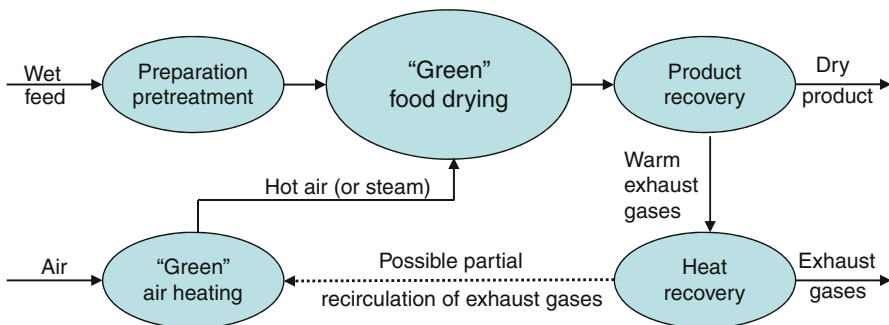 Wet
feed
Preparation
pretreatment
“Green”
food drying
Product
recovery
Dry
product
Hot air (or steam)
Warm
exhaust
gases
Air
“Green”
air heating
Possible partial
recirculation of exhaust gases
Heat
recovery
Exhaust
gases